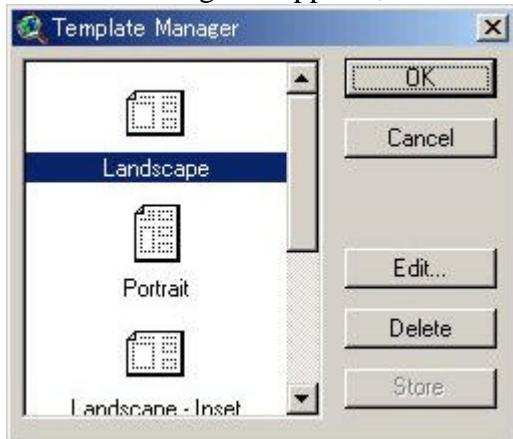 Template Manager
OK
Cancel
Landscape
Portrait
Edit...
Delete
Landscape - Inset
Store